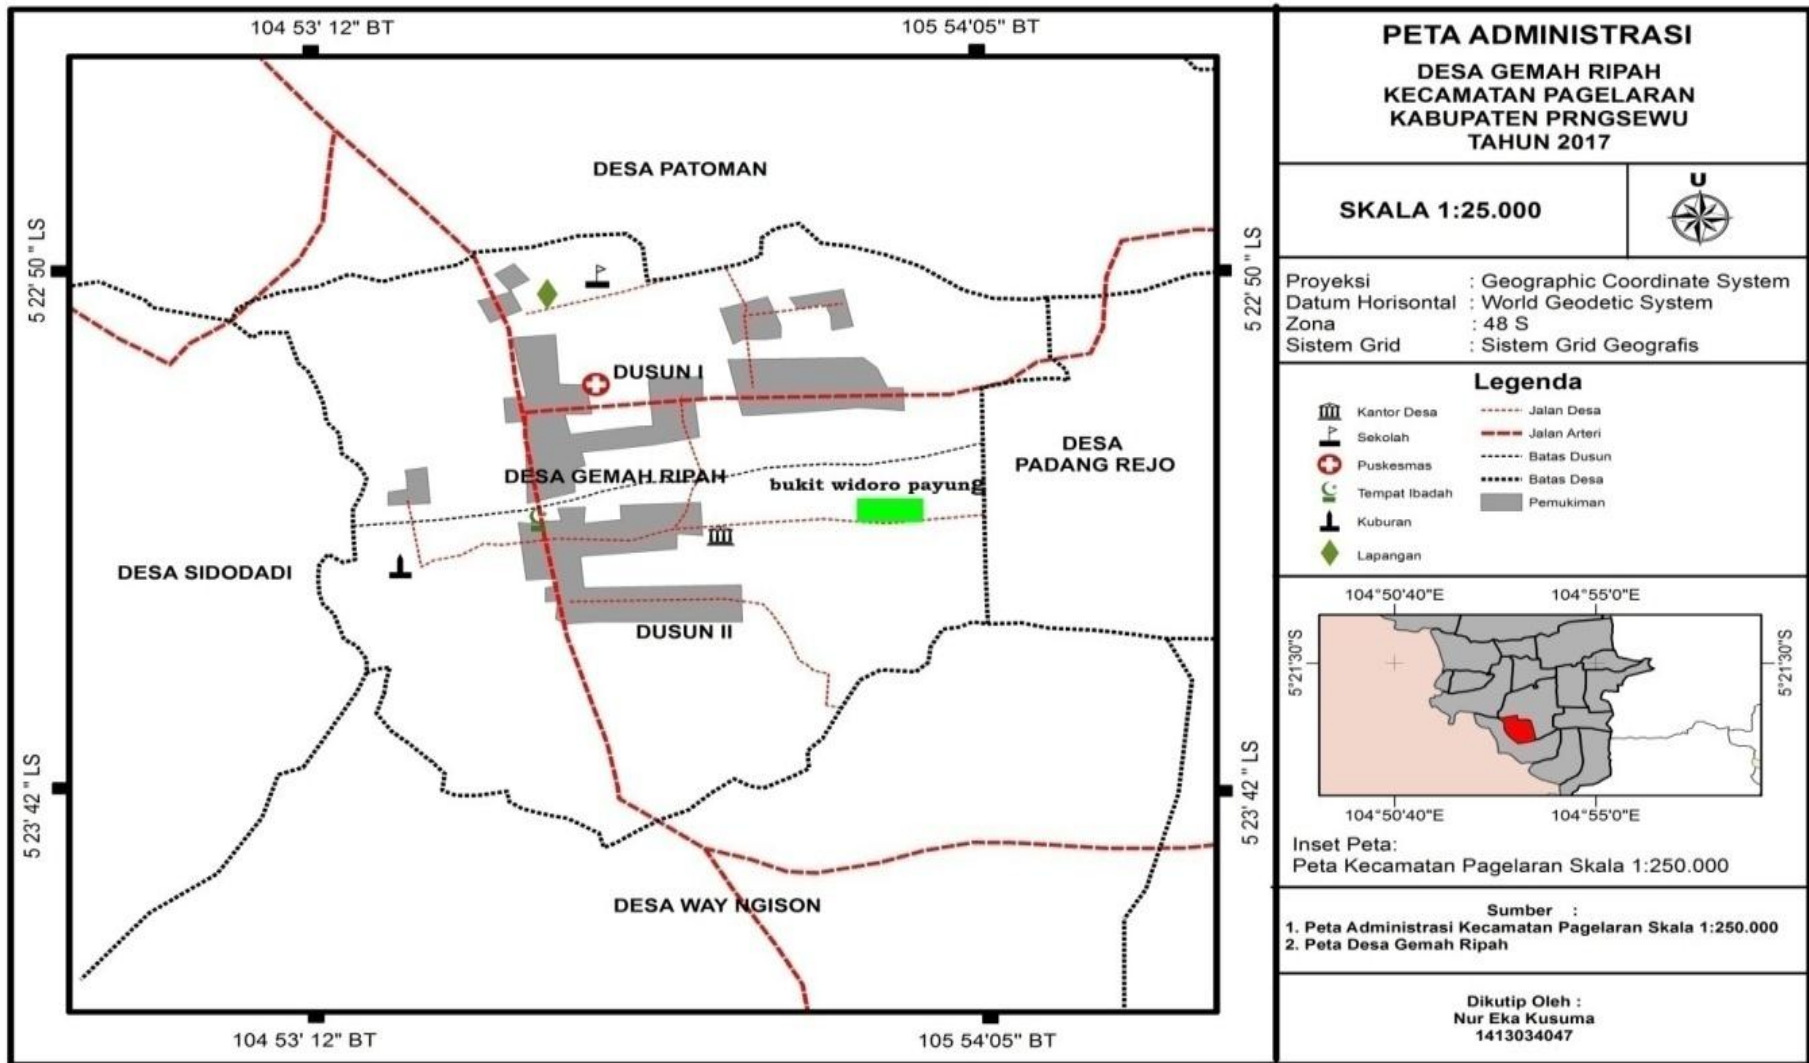 104 53' 12" BT
105 54'05" BT
5 22' 50 " LS
5 22' 50 " LS
5 23' 42 " LS
5 23' 42 " LS
DESA PATOMAN
DUSUN I
DESA GEMAH RIPAH
bukit widoro payung
DESA
PADANG REJO
DESA SIDODADI
DUSUN II
DESA WAY NGISON
104 53' 12" BT
105 54'05" BT
PETA ADMINISTRASI
DESA GEMAH RIPAH
KECAMATAN PAGELARAN
KABUPATEN PRNGSEWU
TAHUN 2017
SKALA 1:25.000
U
Proyeksi : Geographic Coordinate System
Datum Horisontal : World Geodetic System
Zona : 48 S
Sistem Grid : Sistem Grid Geografis
Legenda
Kantor Desa
Sekolah
Puskesmas
Tempat Ibadah
Kuburan
Lapangan
Jalan Desa
Jalan Arteri
Batas Dusun
Batas Desa
Pemukiman
104°50'40"E
104°55'0"E
5°21'30"S
5°21'30"S
104°50'40"E
104°55'0"E
Inset Peta:
Peta Kecamatan Pagelaran Skala 1:250.000
Sumber :
1. Peta Administrasi Kecamatan Pagelaran Skala 1:250.000
2. Peta Desa Gemah Ripah
Dikutip Oleh :
Nur Eka Kusuma
1413034047